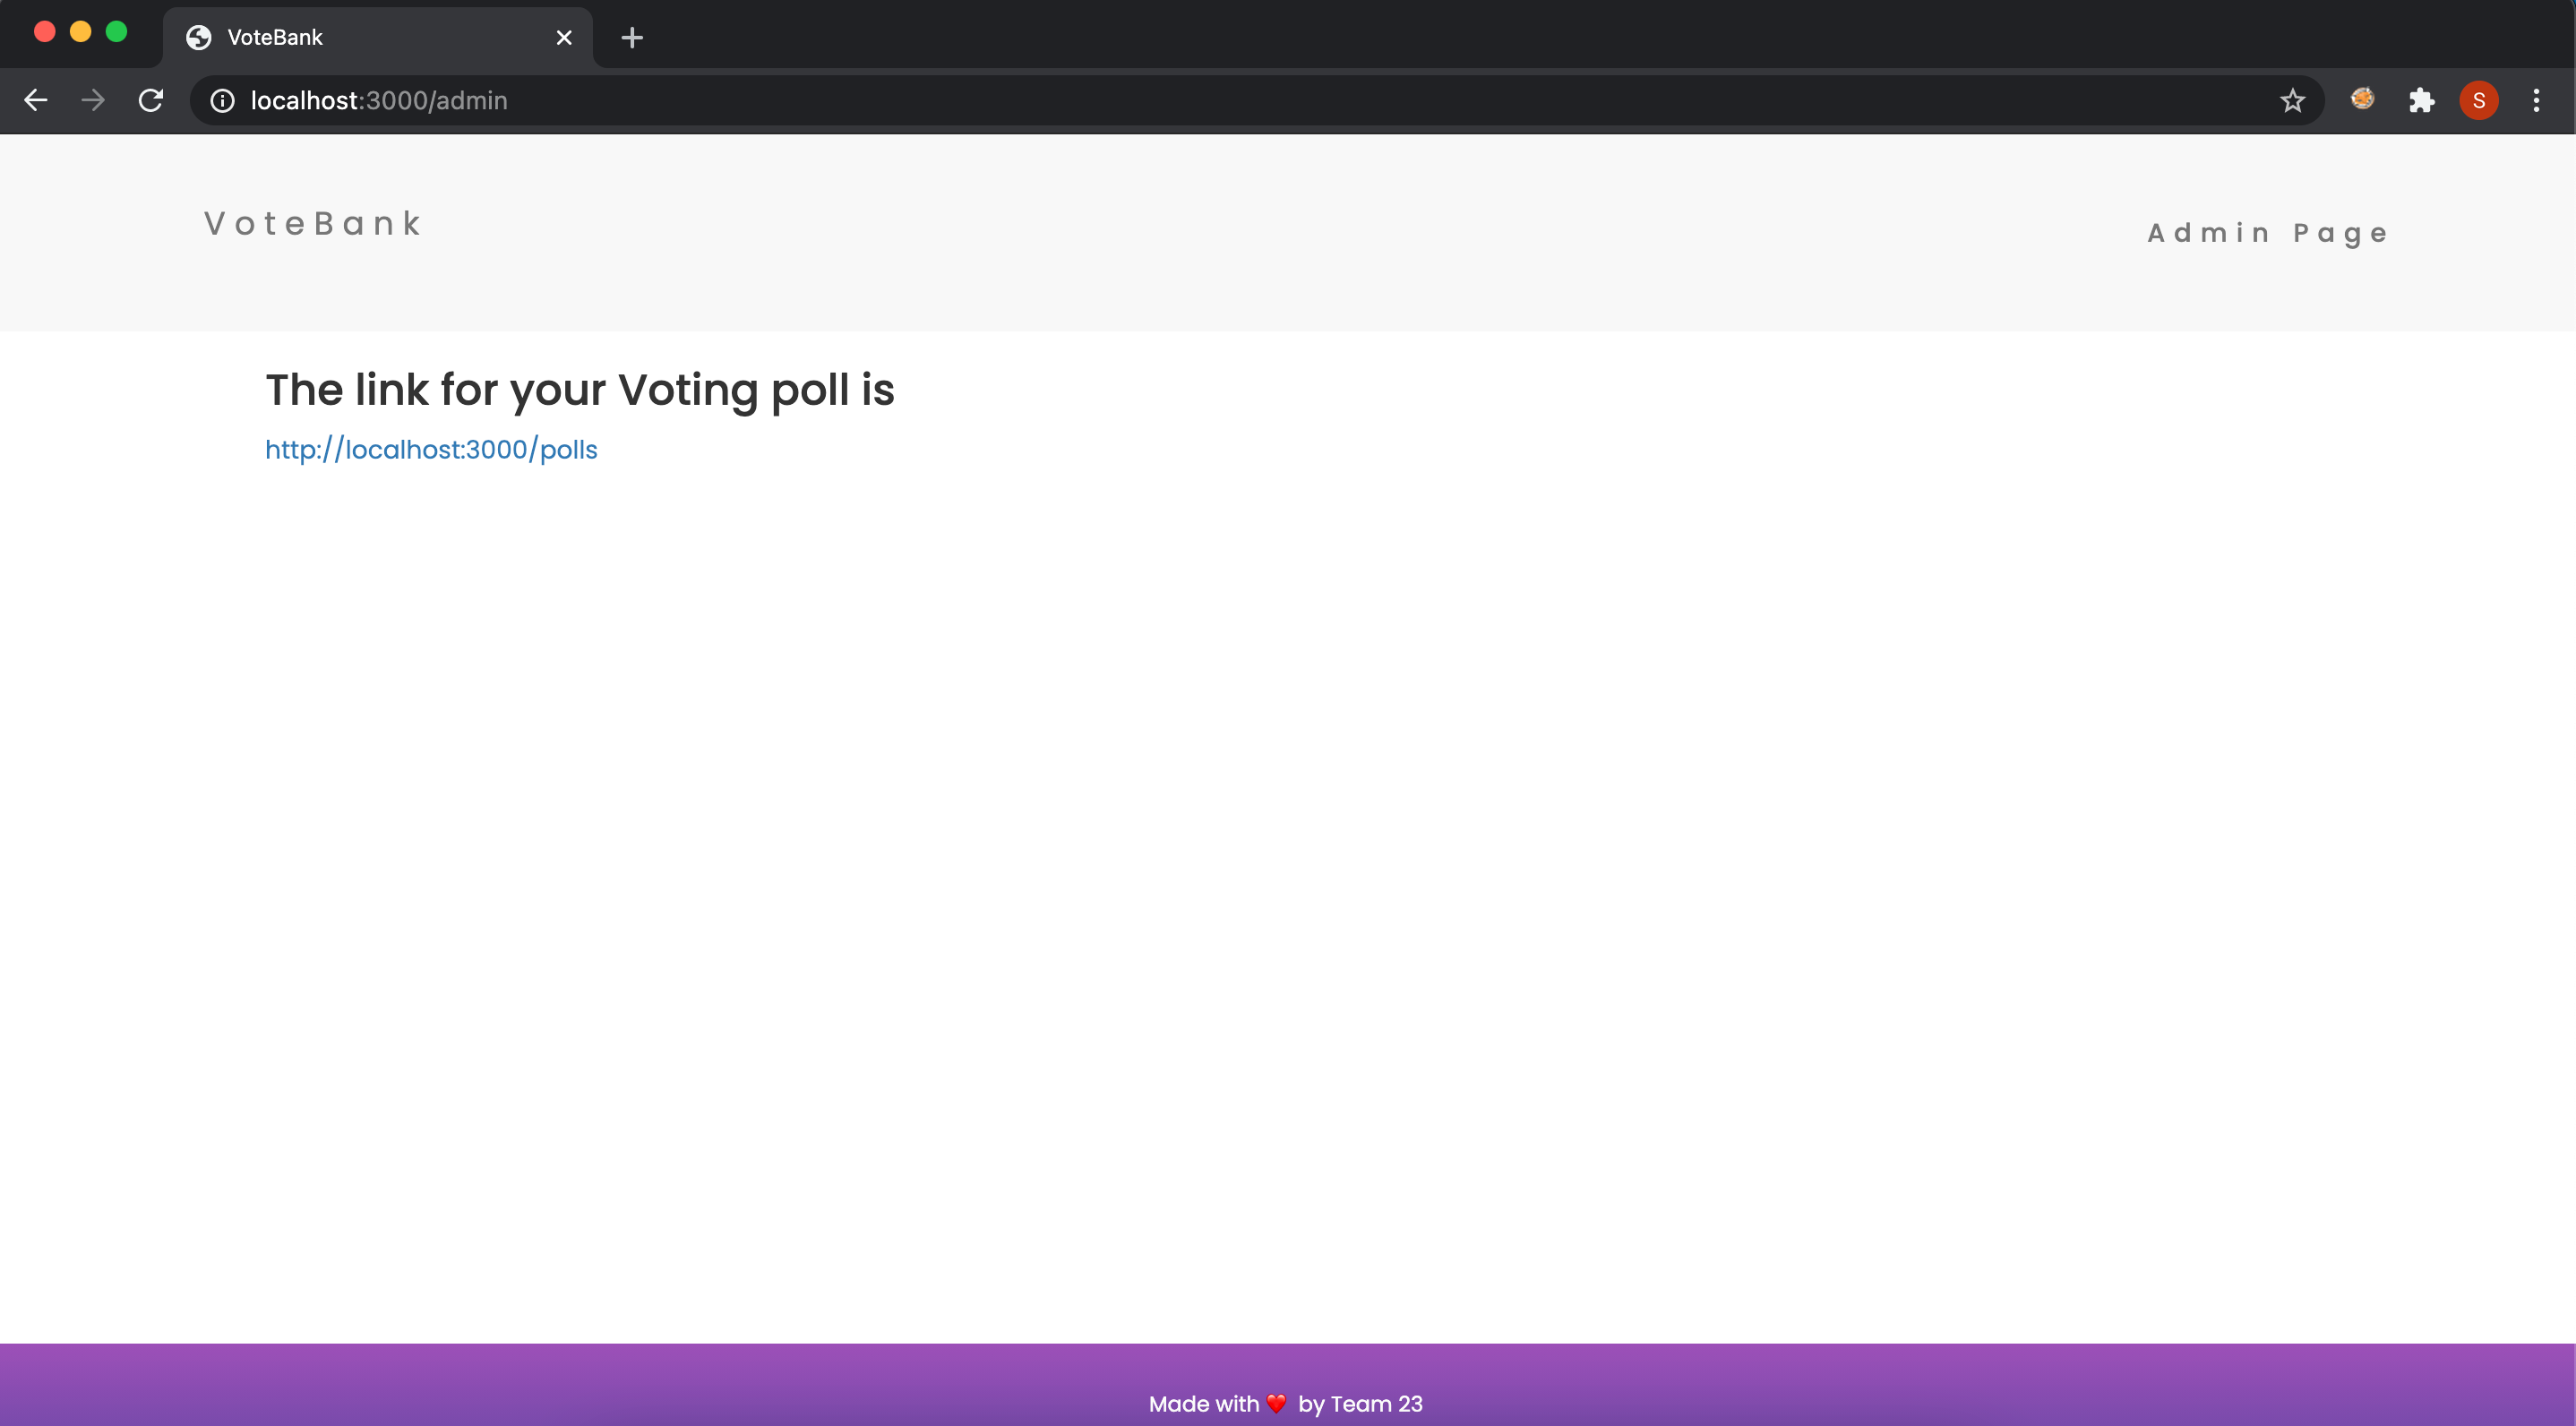 VoteBank
localhost:3000/admin
S
VoteBank
Admin Page
The link for your Voting poll is
http://localhost:3000/polls
Made with ❤️ by Team 23